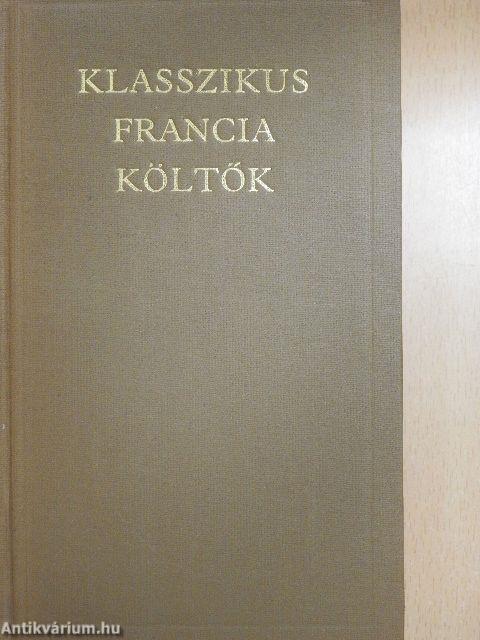 KLASSZIKUS
FRANCIA
KÖLTŐK
Antikvárium.hu